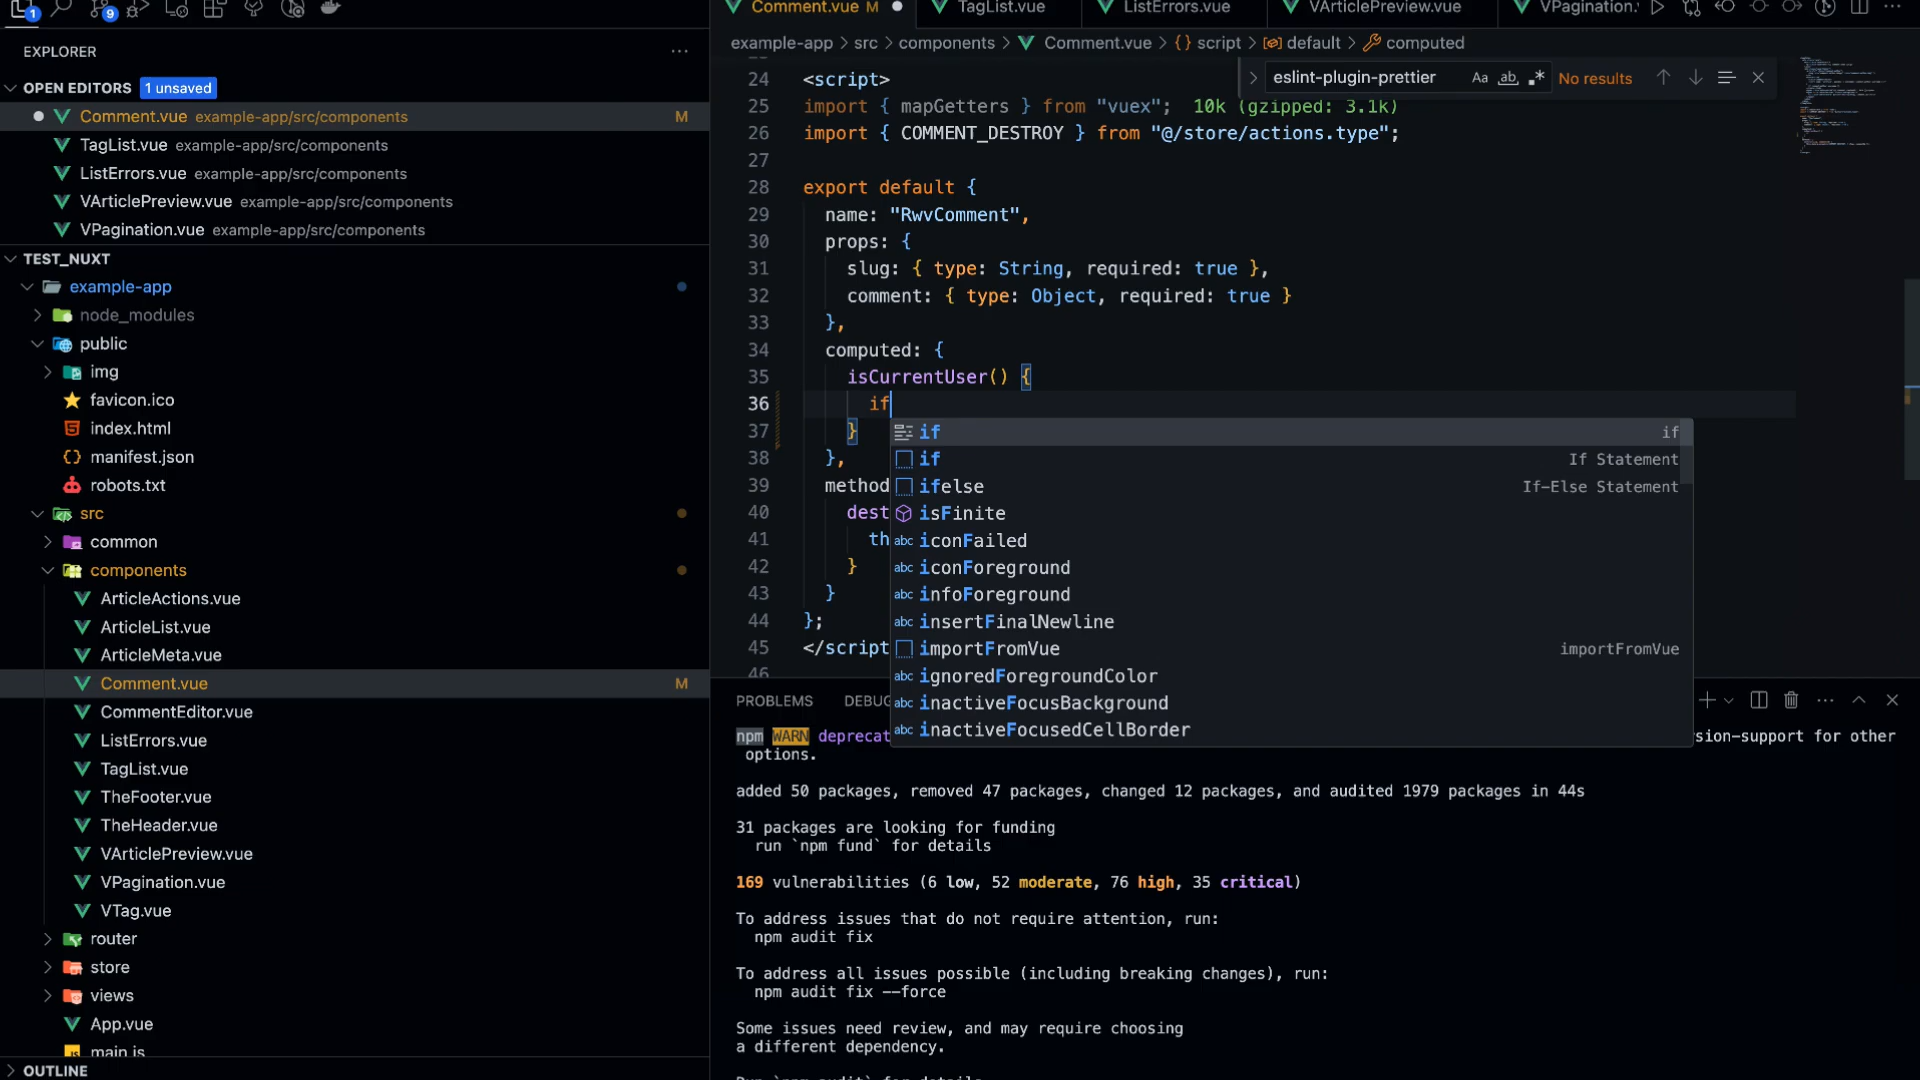 1
9
EXPLORER
OPEN EDITORS 1 unsaved
Comment.vue example-app/src/components M
TagList.vue example-app/src/components
ListErrors.vue example-app/src/components
VArticlePreview.vue example-app/src/components
VPagination.vue example-app/src/components
TEST_NUXT
example-app
node_modules
public
img
favicon.ico
index.html
manifest.json
robots.txt
src
common
components
ArticleActions.vue
ArticleList.vue
ArticleMeta.vue
Comment.vue M
CommentEditor.vue
ListErrors.vue
TagList.vue
TheFooter.vue
TheHeader.vue
VArticlePreview.vue
VPagination.vue
VTag.vue
router
store
views
App.vue
main.js
OUTLINE
Comment.vue M
TagList.vue
ListErrors.vue
VArticlePreview.vue
VPagination.
example-app > src > components > Comment.vue > {} script > default > computed
eslint-plugin-prettier Aa ab .* No results
24 <script>
25 import { mapGetters } from "vuex"; 10k (gzipped: 3.1k)
26 import { COMMENT_DESTROY } from "@/store/actions.type";
27
28 export default {
29 name: "RwvComment",
30 props: {
31 slug: { type: String, required: true },
32 comment: { type: Object, required: true }
33 },
34 computed: {
35 isCurrentUser() {
36 if
37 }
38 },
39 method
40 dest
41 th
42 }
43 }
44 };
45 </script
46
if if
if If Statement
ifelse If-Else Statement
isFinite
abc iconFailed
abc iconForeground
abc infoForeground
abc insertFinalNewline
importFromVue importFromVue
abc ignoredForegroundColor
abc inactiveFocusBackground
abc inactiveFocusedCellBorder
PROBLEMS DEBUG
npm WARN deprecat sion-support for other
options.
added 50 packages, removed 47 packages, changed 12 packages, and audited 1979 packages in 44s
31 packages are looking for funding
run `npm fund` for details
169 vulnerabilities (6 low, 52 moderate, 76 high, 35 critical)
To address issues that do not require attention, run:
npm audit fix
To address all issues possible (including breaking changes), run:
npm audit fix --force
Some issues need review, and may require choosing
a different dependency.
Run `npm audit` for details